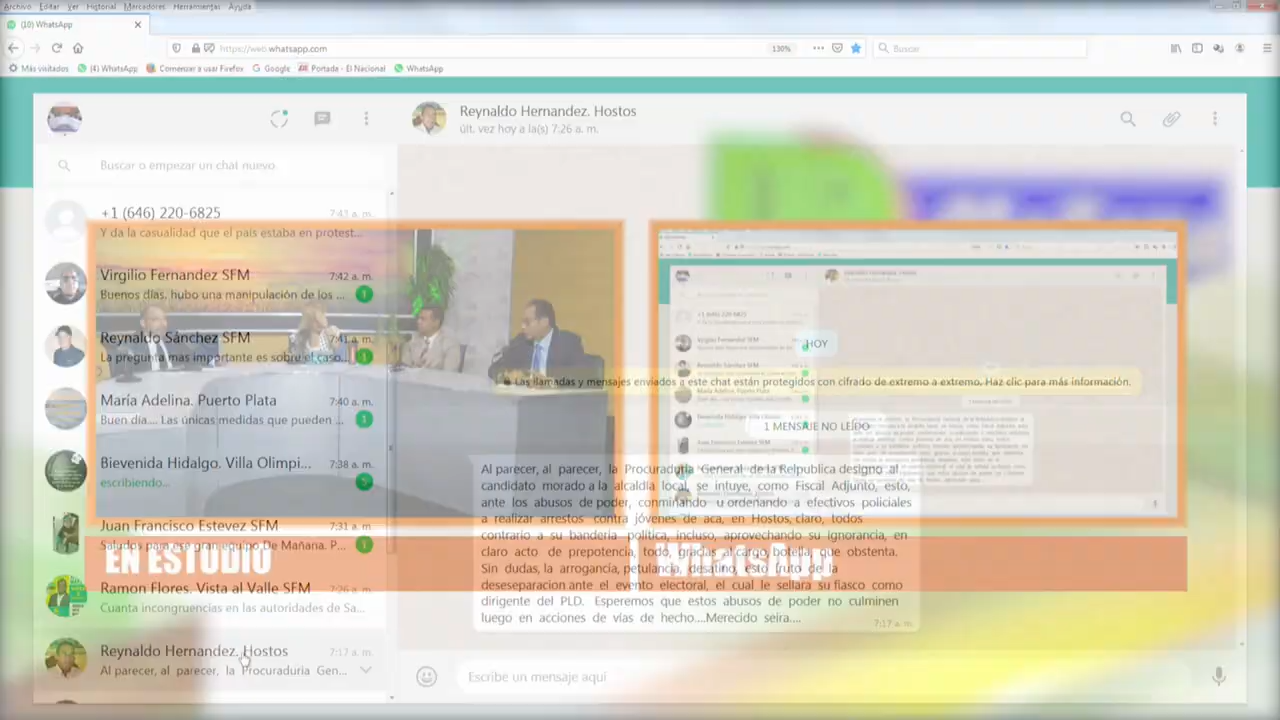 Archivo Editar Ver Historial Marcadores Herramientas Ayuda
(10) WhatsApp
https://web.whatsapp.com
130%
Buscar
Más visitados (4) WhatsApp Comenzar a usar Firefox Google Portada - El Nacional WhatsApp
Reynaldo Hernandez. Hostos
últ. vez hoy a la(s) 7:26 a. m.
Buscar o empezar un chat nuevo
+1 (646) 220-6825 7:43 a. m.
Y da la casualidad que el país estaba en protest...
Virgilio Fernandez SFM 7:42 a. m.
Buenos días, hubo una manipulación de los ... 1
Reynaldo Sánchez SFM 7:41 a. m.
La pregunta mas importante es sobre el caso... 1
María Adelina. Puerto Plata 7:40 a. m.
Buen día.... Las únicas medidas que pueden ... 1
Bievenida Hidalgo. Villa Olimpi... 7:38 a. m.
escribiendo...
Juan Francisco Estevez SFM 7:31 a. m.
Saludos para ese gran equipo De Mañana. P... 1
Ramon Flores. Vista al Valle SFM 7:26 a. m.
Cuanta incongruencias en las autoridades de Sa...
Reynaldo Hernandez. Hostos 7:17 a. m.
Al parecer, al parecer, la Procuraduria Gen...
HOY
Las llamadas y mensajes enviados a este chat están protegidos con cifrado de extremo a extremo. Haz clic para más información.
1 MENSAJE NO LEÍDO
Al parecer, al parecer, la Procuraduria General de la Relpublica designo al
candidato morado a la alcaldia local, se intuye, como Fiscal Adjunto, esto,
ante los abusos de poder, conminando u ordenando a efectivos policiales
a realizar arrestos contra jóvenes de aca, en Hostos, claro, todos
contrario a su bandería política, incluso, aprovechando su ignorancia, en
claro acto de prepotencia, todo, gracias al cargo, botella, que obstenta.
Sin dudas, la arrogancia, petulancia, desatino, esto fruto de la
deseseparacion ante el evento electoral, el cual le sellara su fiasco como
dirigente del PLD. Esperemos que estos abusos de poder no culminen
luego en acciones de vías de hecho....Merecido seira....
7:17 a. m.
Escribe un mensaje aquí
EN ESTUDIO
WhatsApp